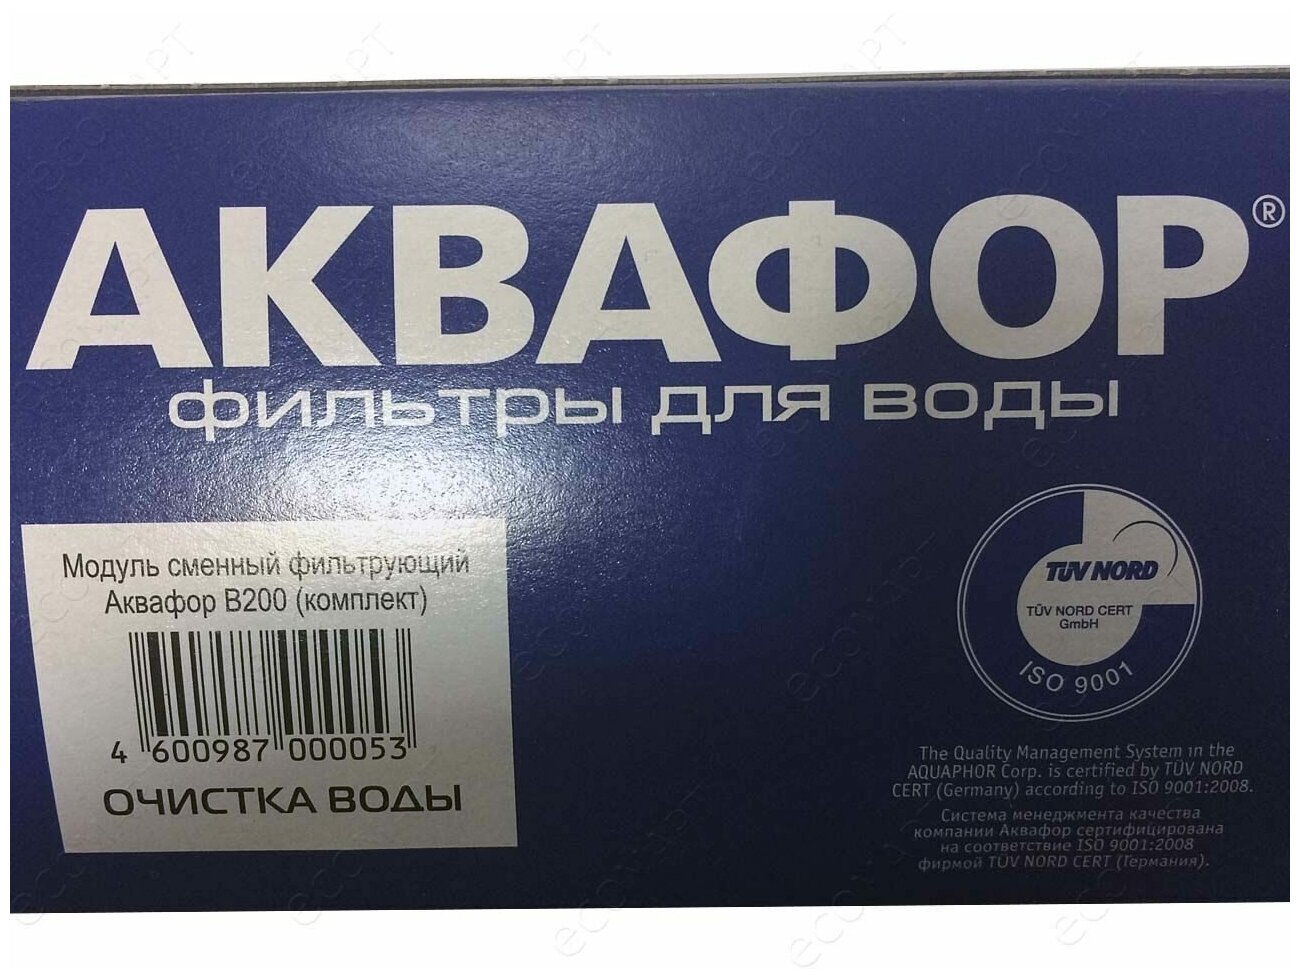 АКВАФОР®
фильтры для воды
Модуль сменный фильтрующий
Аквафор В200 (комплект)
4 600987 000053
ОЧИСТКА ВОДЫ
TÜV NORD
TÜV NORD CERT
GmbH
ISO 9001
The Quality Management System in the
AQUAPHOR Corp. is certified by TÜV NORD
CERT (Germany) according to ISO 9001:2008.
Система менеджмента качества
компании Аквафор сертифицирована
на соответствие ISO 9001:2008
фирмой TÜV NORD CERT (Германия).